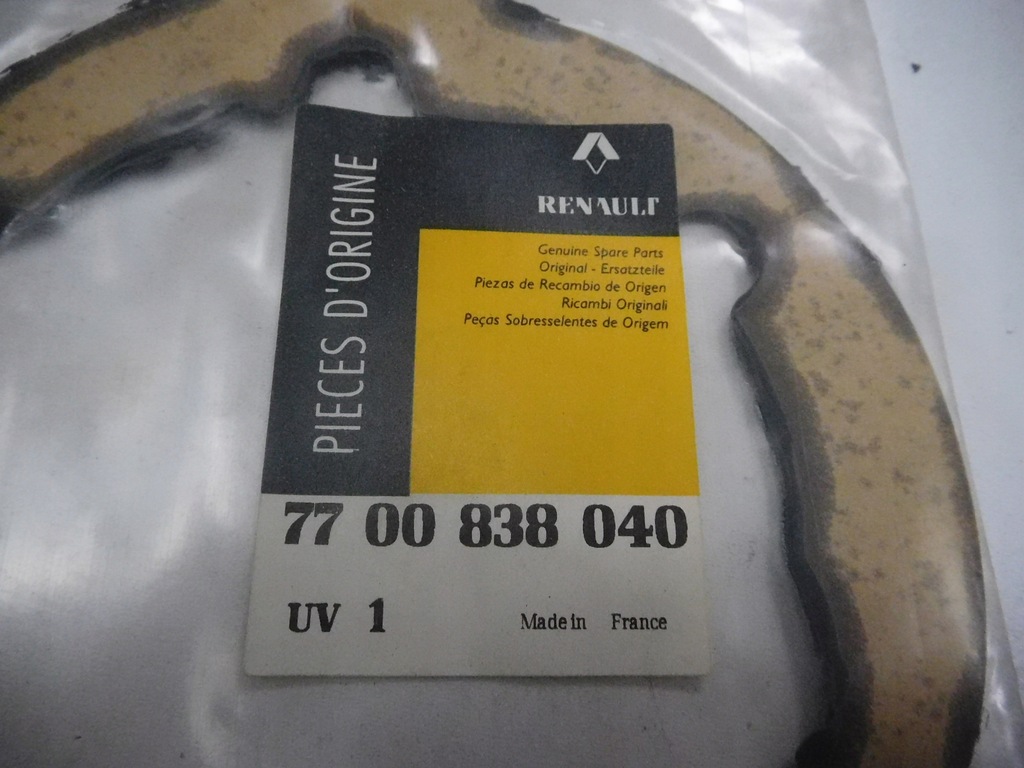 PIECES D'ORIGINE
RENAULT
Genuine Spare Parts
Original - Ersatzteile
Piezas de Recambio de Origen
Ricambi Originali
Peças Sobresselentes de Origem
77 00 838 040
UV 1
Made in France